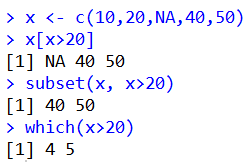 > x <- c(10,20,NA,40,50)
> x[x>20]
[1] NA 40 50
> subset(x, x>20)
[1] 40 50
> which(x>20)
[1] 4 5